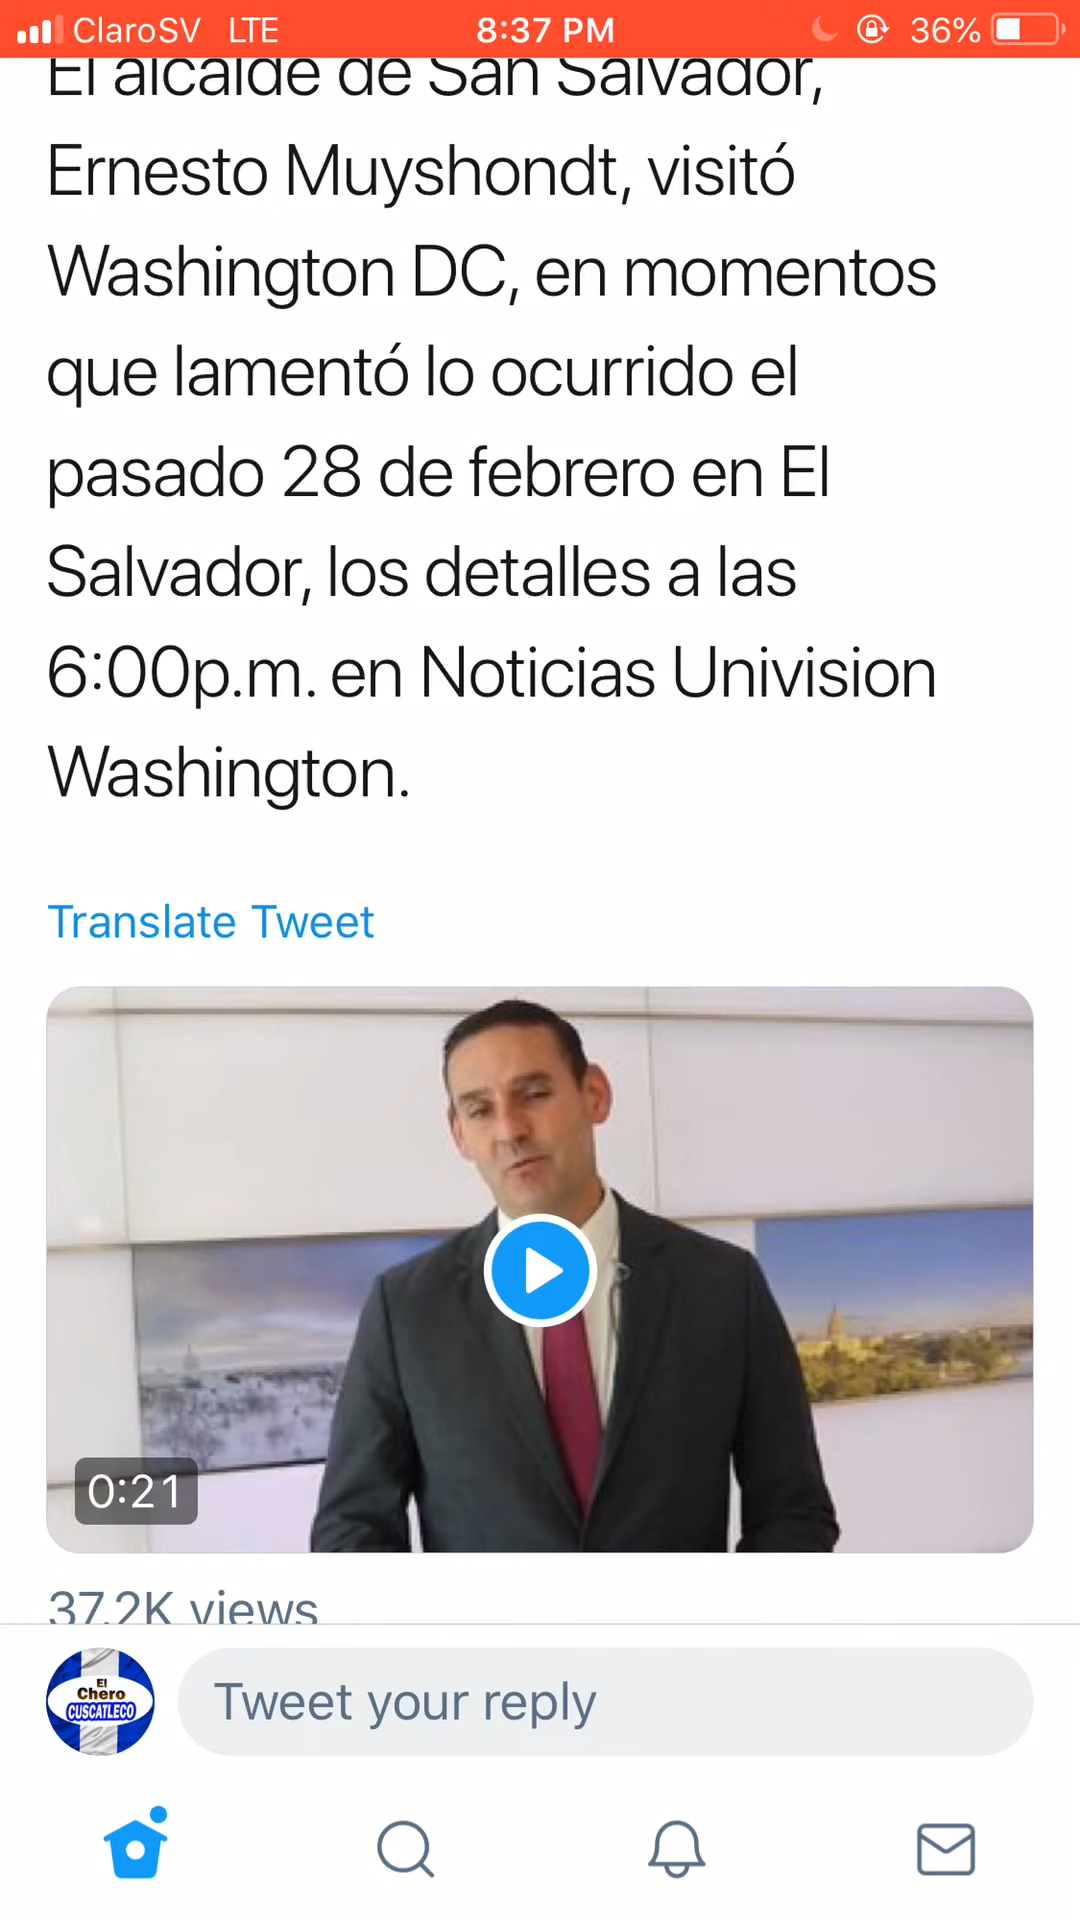 ClaroSV LTE 8:37 PM 36%
El alcalde de San Salvador,
Ernesto Muyshondt, visitó
Washington DC, en momentos
que lamentó lo ocurrido el
pasado 28 de febrero en El
Salvador, los detalles a las
6:00p.m. en Noticias Univision
Washington.
Translate Tweet
0:21
37.2K views
El
Chero
CUSCATLECO
Tweet your reply